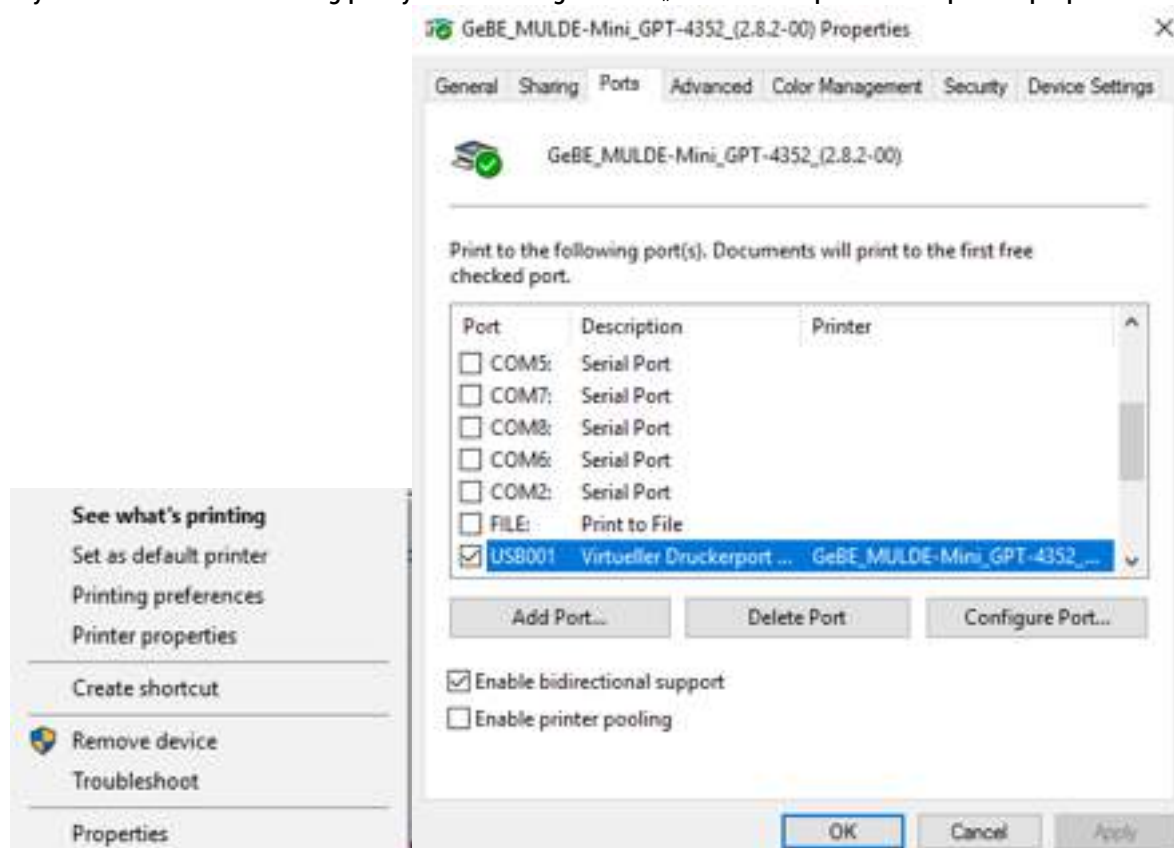 GeBE_MULDE-Mini_GPT-4352_(2.8.2-00) Properties
General Sharing Ports Advanced Color Management Security Device Settings
GeBE_MULDE-Mini_GPT-4352_(2.8.2-00)
Print to the following port(s). Documents will print to the first free
checked port.
Port Description Printer
COM5: Serial Port
COM7: Serial Port
COM8: Serial Port
COM6: Serial Port
COM2: Serial Port
FILE: Print to File
USB001 Virtueller Druckerport ... GeBE_MULDE-Mini_GPT-4352_...
Add Port... Delete Port Configure Port...
Enable bidirectional support
Enable printer pooling
OK Cancel Apply
See what's printing
Set as default printer
Printing preferences
Printer properties
Create shortcut
Remove device
Troubleshoot
Properties